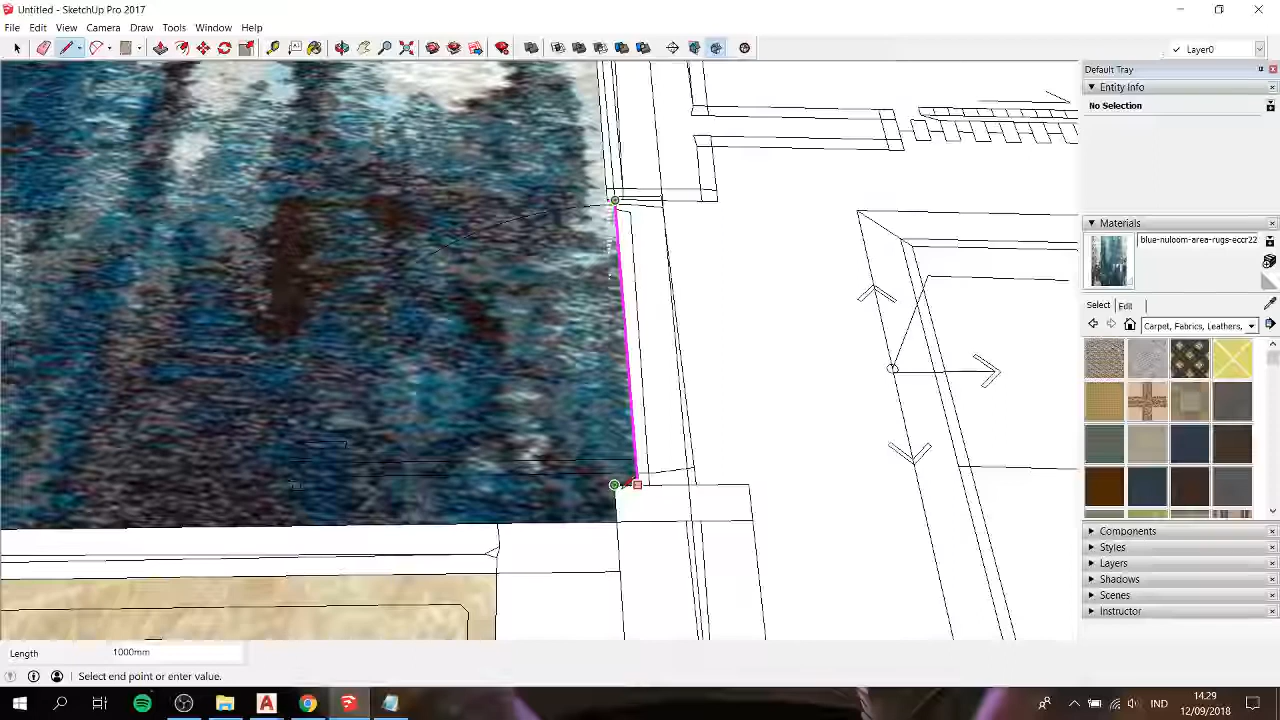 Untitled - SketchUp Pro 2017
File Edit View Camera Draw Tools Window Help
Layer0
Default Tray
Entity Info
No Selection
Materials
blue-nuloom-area-rugs-eccr22
Select Edit
Carpet, Fabrics, Leathers,
Components
Styles
Layers
Shadows
Scenes
Instructor
Length 1000mm
Select end point or enter value.
IND
14.29
12/09/2018